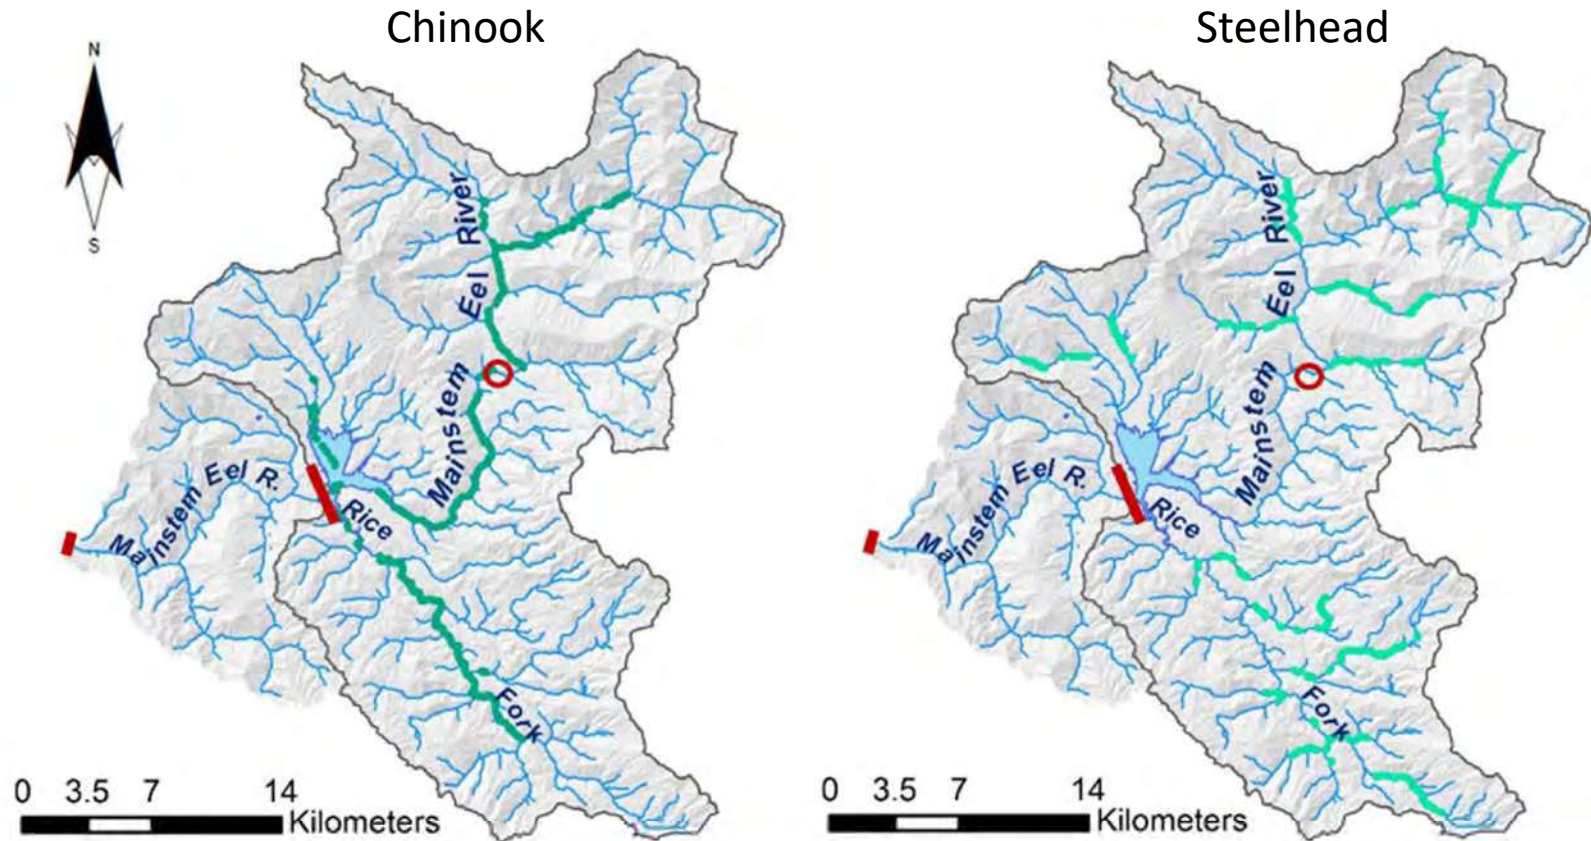 Chinook
Steelhead
N
S
Mainstem Eel River
Mainstem Eel R.
Rice Fork
0 3.5 7 14
Kilometers
Mainstem Eel River
Mainstem Eel R.
Rice Fork
0 3.5 7 14
Kilometers